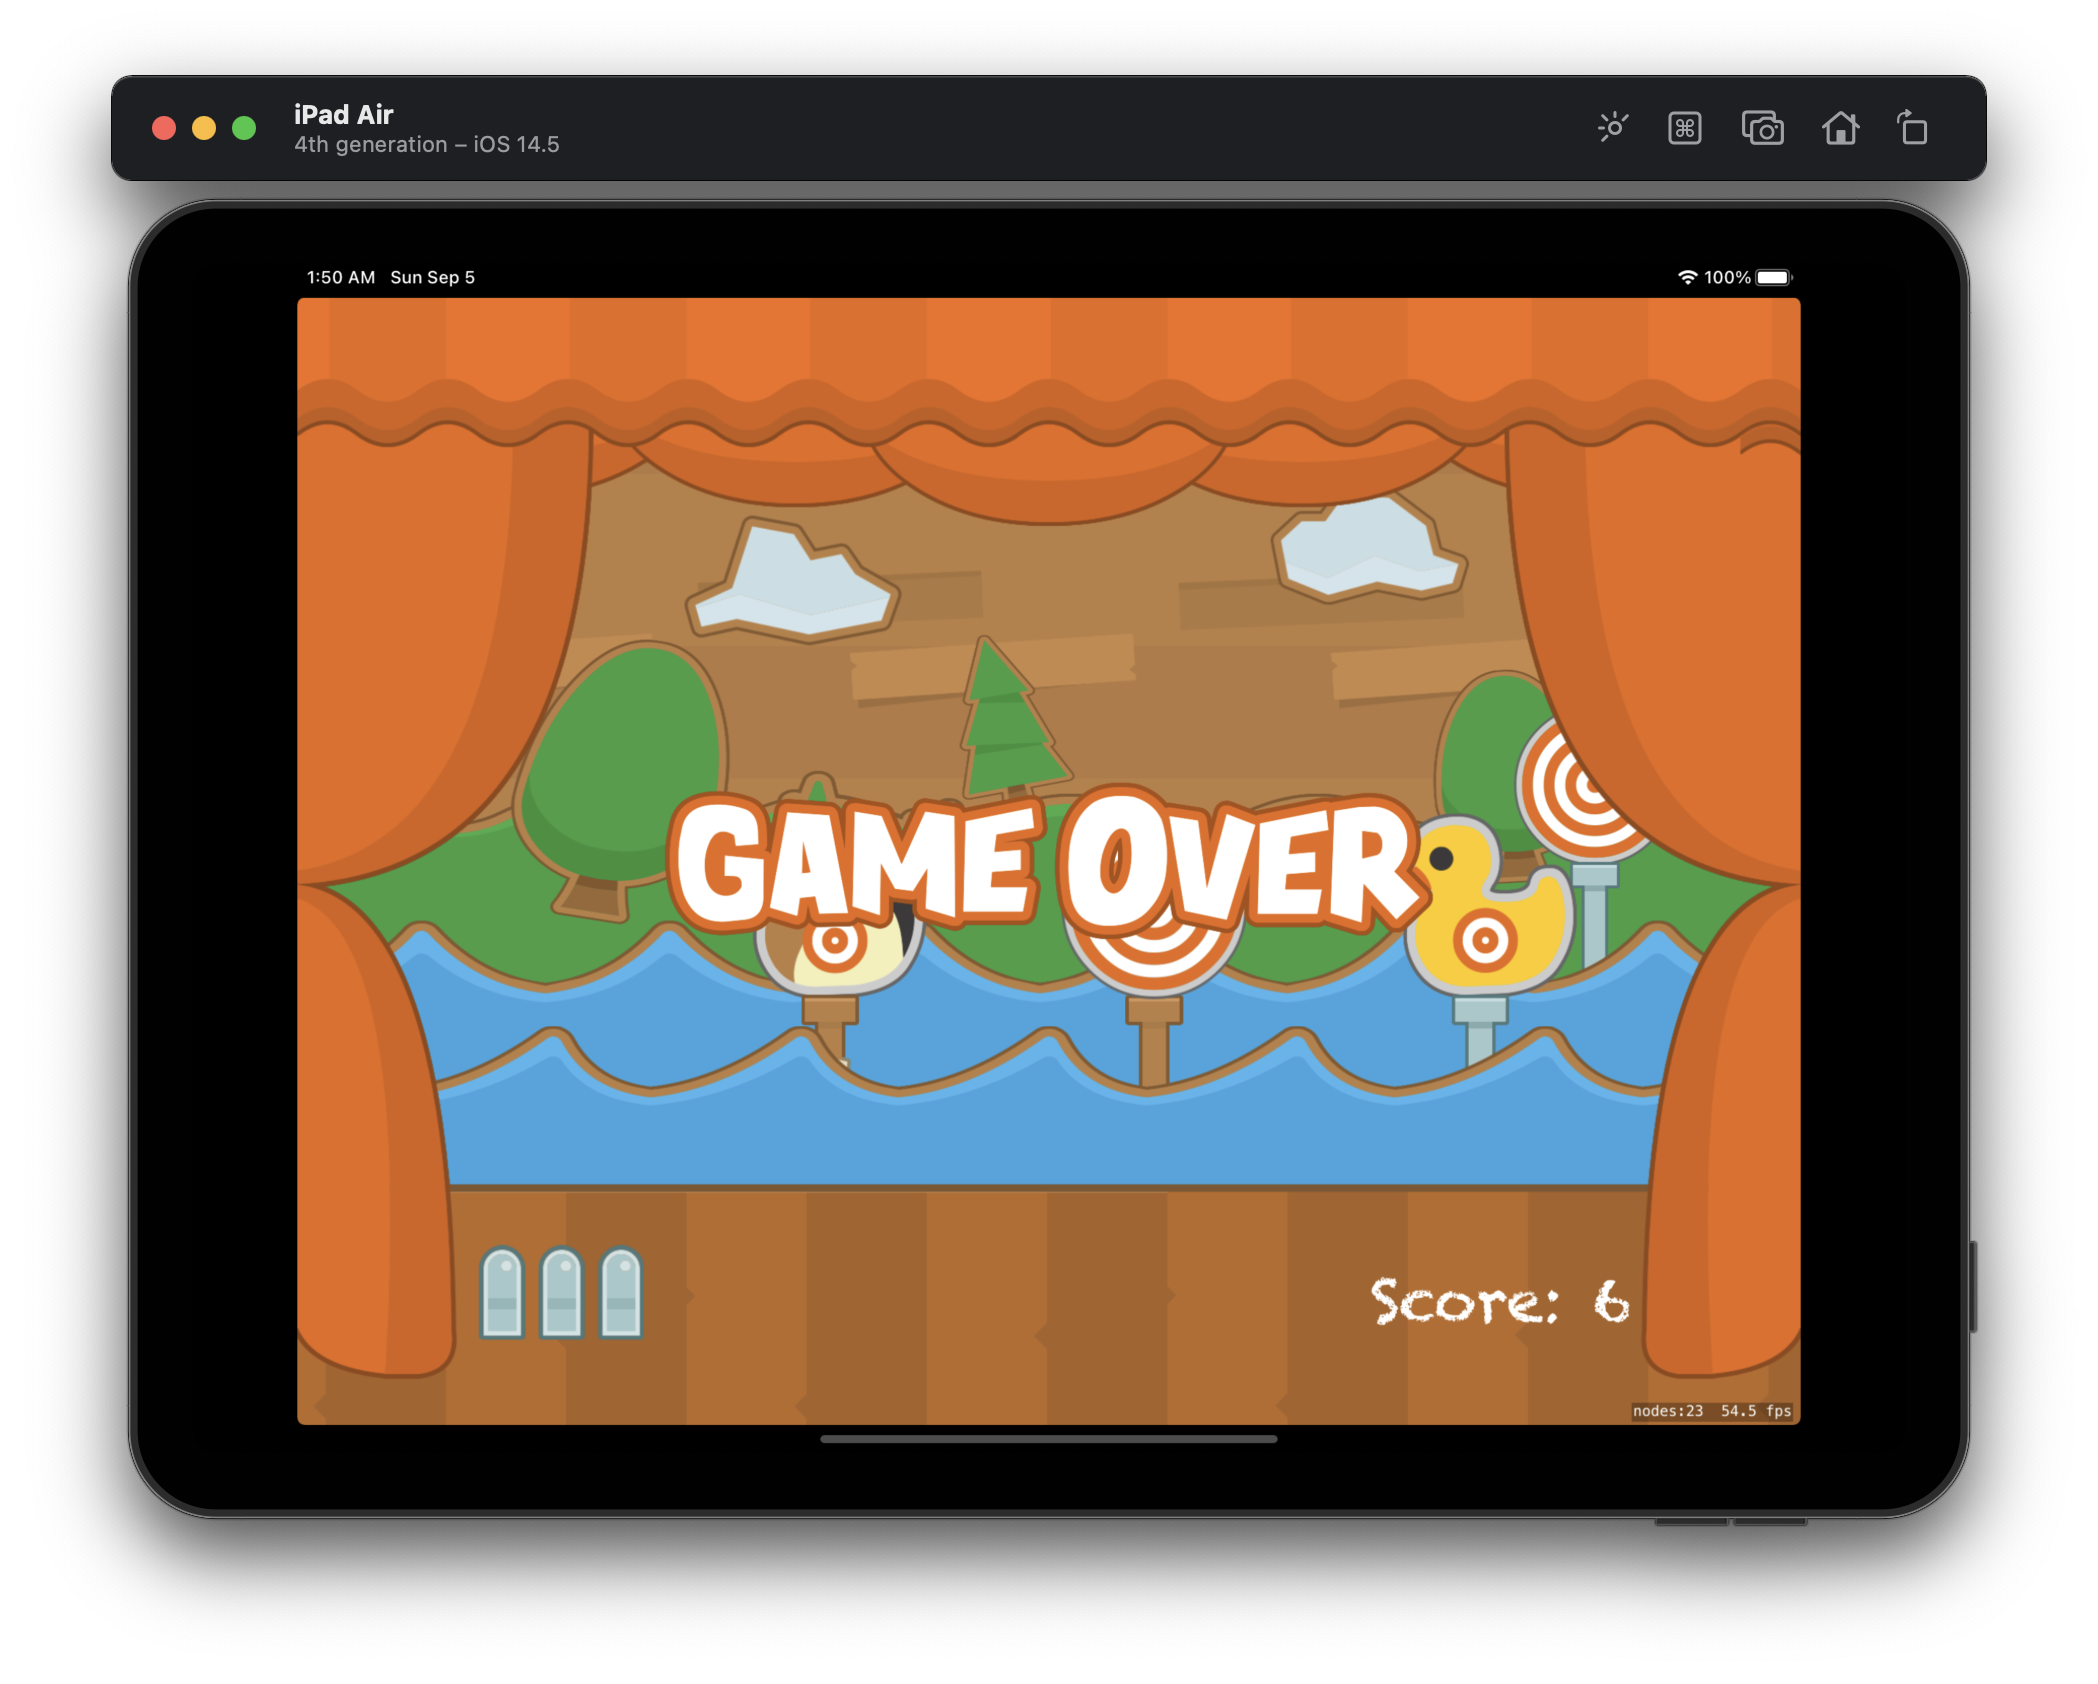 iPad Air
4th generation – iOS 14.5
1:50 AM Sun Sep 5
100%
GAME OVER
Score: 6
nodes:23 54.5 fps